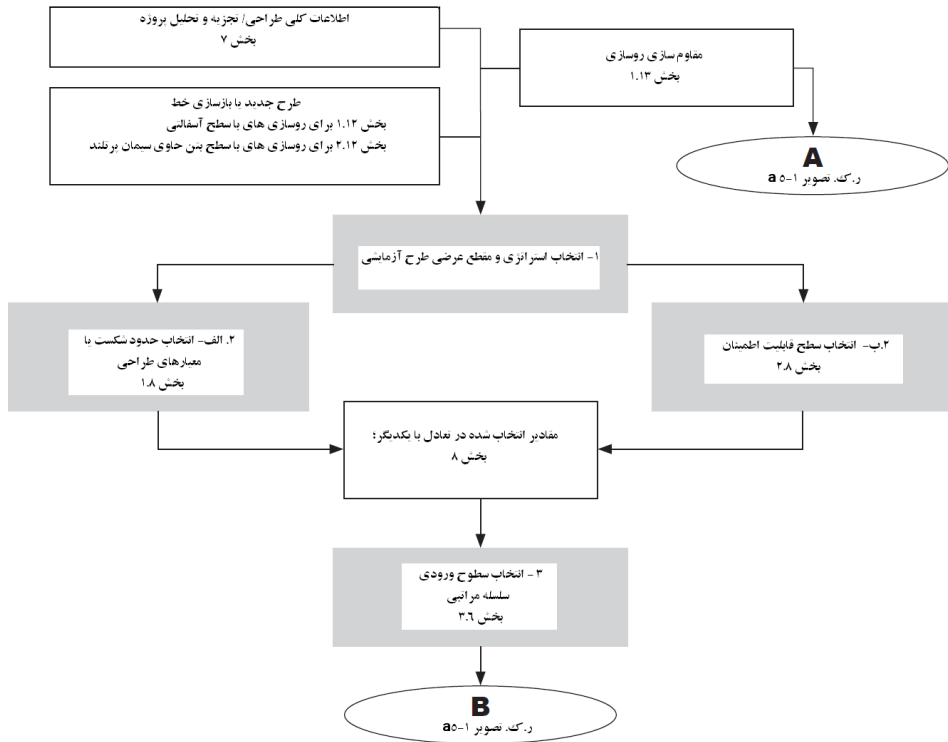 اطلاعات کلی طراحی/ تجزیه و تحلیل پروژه
بخش ۷
مقاوم سازی روسازی
بخش ۱.۱۳
طرح جدید یا بازسازی خط
بخش ۱.۱۲ برای روسازی های با سطح آسفالتی
بخش ۲.۱۲ برای روسازی های با سطح بتن حاوی سیمان پرتلند
A
ر.ک. تصویر ۱-۵ a
۱- انتخاب استراتژی و مقطع عرضی طرح آزمایشی
۲. الف- انتخاب حدود شکست یا
معیارهای طراحی
بخش ۱.۸
۲.ب- انتخاب سطح قابلیت اطمینان
بخش ۲.۸
مقادیر انتخاب شده در تعادل با یکدیگر؛
بخش ۸
۳- انتخاب سطوح ورودی
سلسله مراتبی
بخش ۳.۶
B
ر.ک. تصویر ۱-۵a